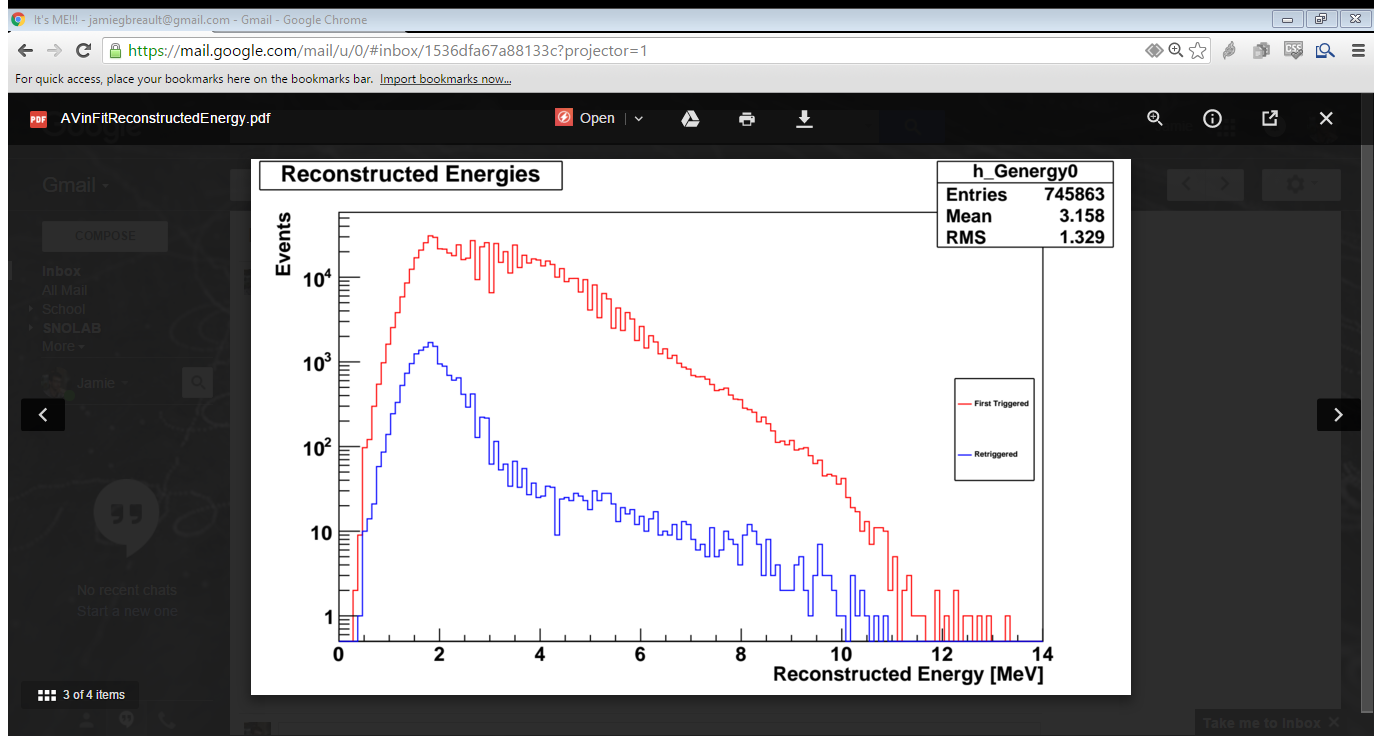 It's ME!!! - jamiegbreault@gmail.com - Gmail - Google Chrome
https://mail.google.com/mail/u/0/#inbox/1536dfa67a88133c?projector=1
For quick access, place your bookmarks here on the bookmarks bar. Import bookmarks now...
PDF AVinFitReconstructedEnergy.pdf Open
Google
Gmail
COMPOSE
Inbox
All Mail
School
SNOLAB
More
Jamie
No recent chats
Start a new one
Reconstructed Energies
h_Genergy0
Entries 745863
Mean 3.158
RMS 1.329
Events
10⁴
10³
10²
10
1
First Triggered
Retriggered
0 2 4 6 8 10 12 14
Reconstructed Energy [MeV]
3 of 4 items
Take me to Inbox